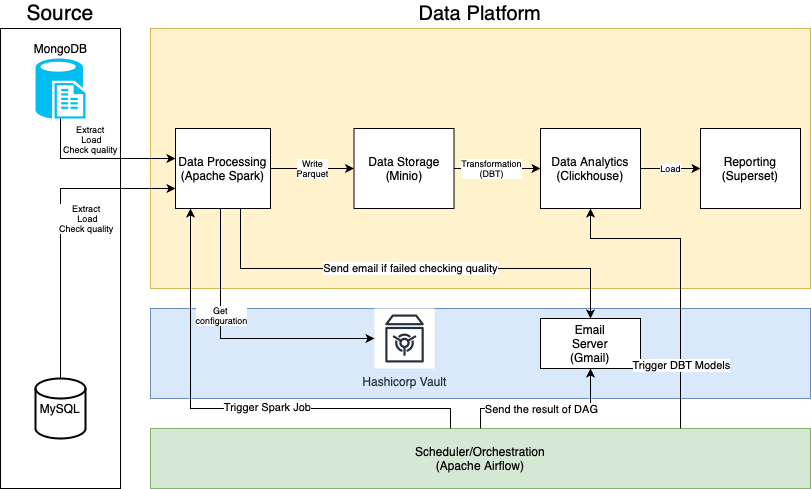 Source
Data Platform
MongoDB
Extract
Load
Check quality
Data Processing
(Apache Spark)
Write
Parquet
Data Storage
(Minio)
Transformation
(DBT)
Data Analytics
(Clickhouse)
Load
Reporting
(Superset)
Extract
Load
Check quality
Send email if failed checking quality
Get
configuration
Hashicorp Vault
Email
Server
(Gmail)
Trigger DBT Models
MySQL
Trigger Spark Job
Send the result of DAG
Scheduler/Orchestration
(Apache Airflow)